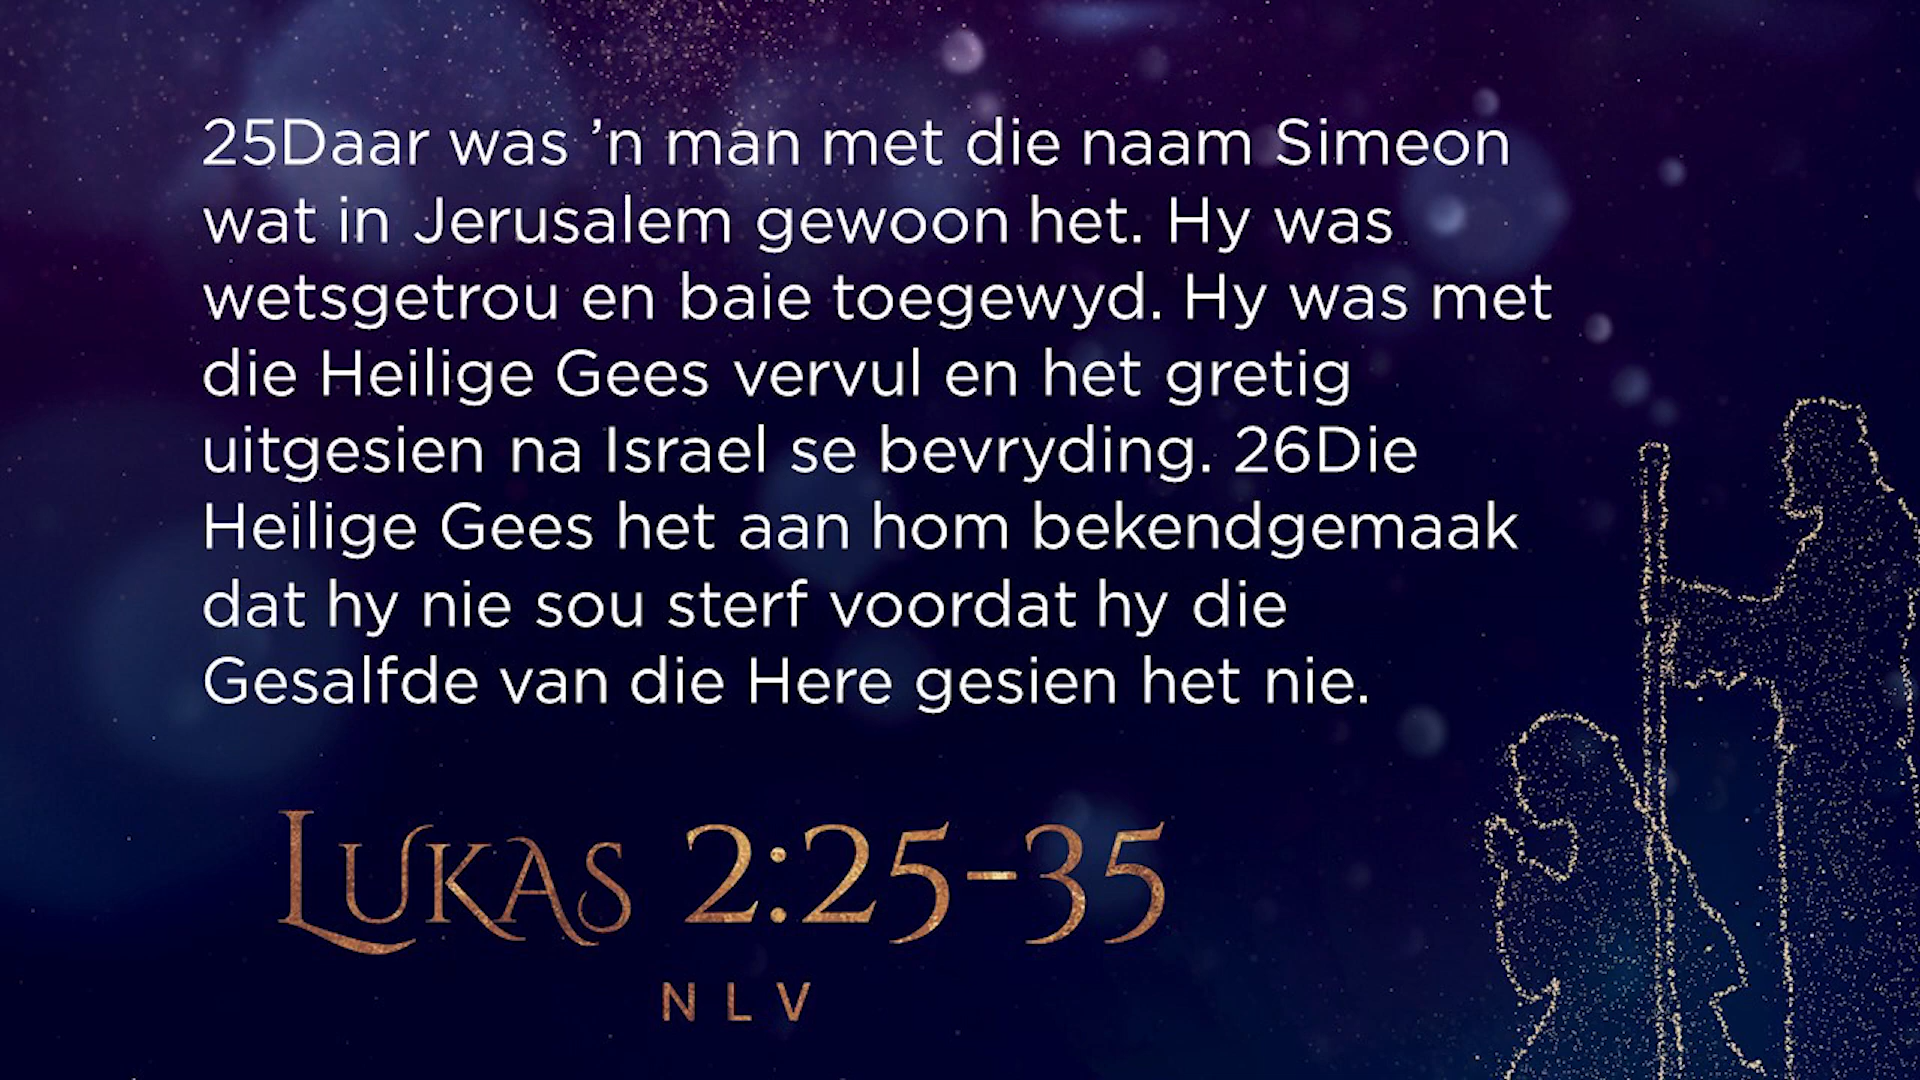 25Daar was ’n man met die naam Simeon
wat in Jerusalem gewoon het. Hy was
wetsgetrou en baie toegewyd. Hy was met
die Heilige Gees vervul en het gretig
uitgesien na Israel se bevryding. 26Die
Heilige Gees het aan hom bekendgemaak
dat hy nie sou sterf voordat hy die
Gesalfde van die Here gesien het nie.
LUKAS 2:25-35
NLV